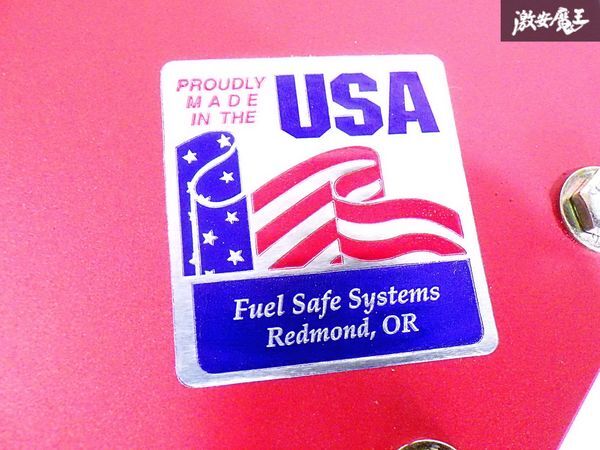 激安魔王
PROUDLY
MADE
IN THE
USA
Fuel Safe Systems
Redmond, OR